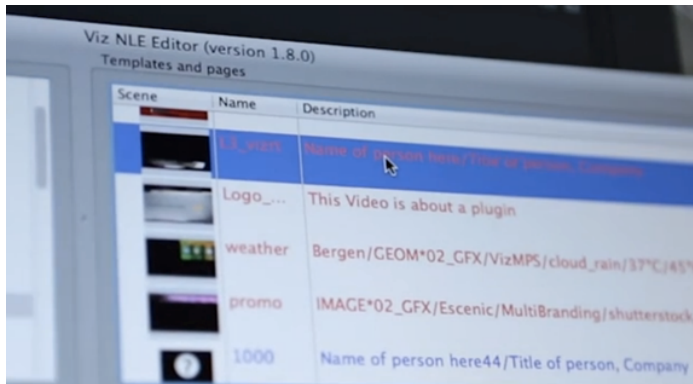 Viz NLE Editor (version 1.8.0)
Templates and pages
Scene Name Description
Name of person here/Title of person, Company
Logo_... This Video is about a plugin
weather Bergen/GEOM*02_GFX/VizMPS/cloud_rain/37°C/45°
promo IMAGE*02_GFX/Escenic/MultiBranding/shutterstock
? 1000 Name of person here44/Title of person, Company